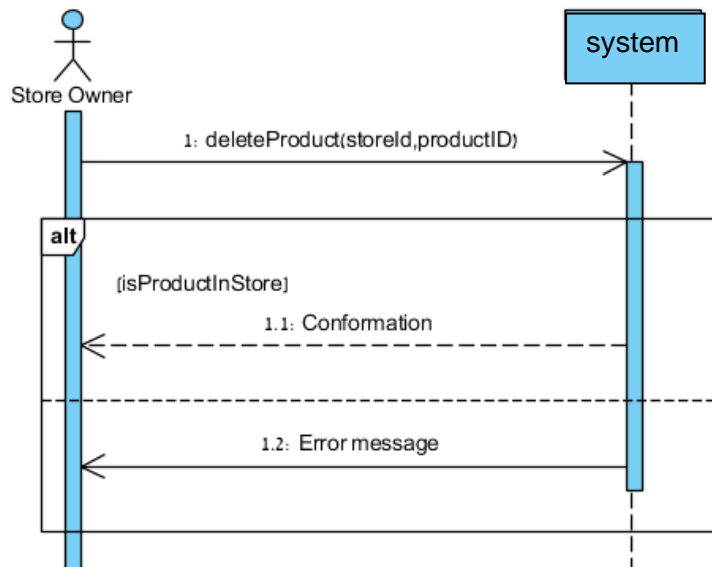 system
Store Owner
1: deleteProduct(storeId,productID)
alt
[isProductInStore]
1.1: Conformation
1.2: Error message